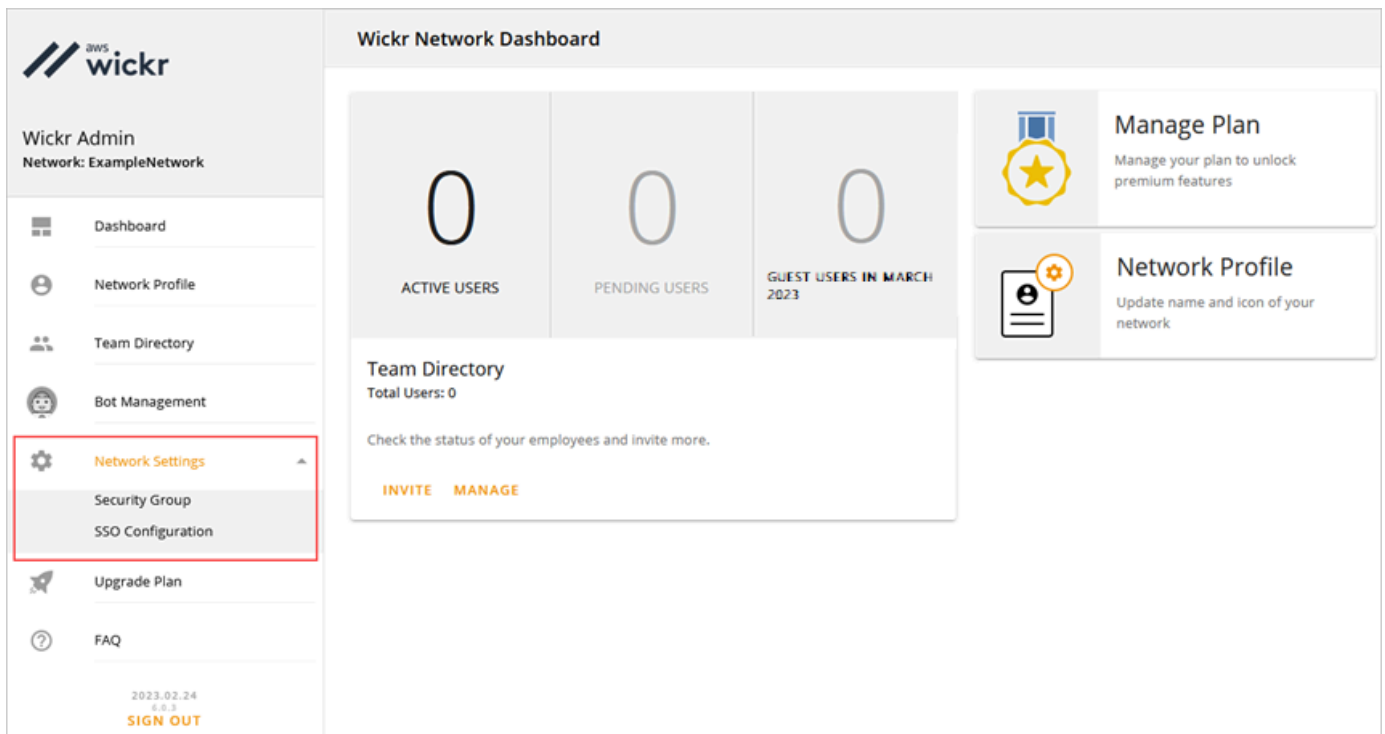 aws
wickr
Wickr Admin
Network: ExampleNetwork
Dashboard
Network Profile
Team Directory
Bot Management
Network Settings
Security Group
SSO Configuration
Upgrade Plan
FAQ
2023.02.24
6.0.3
SIGN OUT
Wickr Network Dashboard
0
ACTIVE USERS
0
PENDING USERS
0
GUEST USERS IN MARCH
2023
Team Directory
Total Users: 0
Check the status of your employees and invite more.
INVITE MANAGE
Manage Plan
Manage your plan to unlock
premium features
Network Profile
Update name and icon of your
network